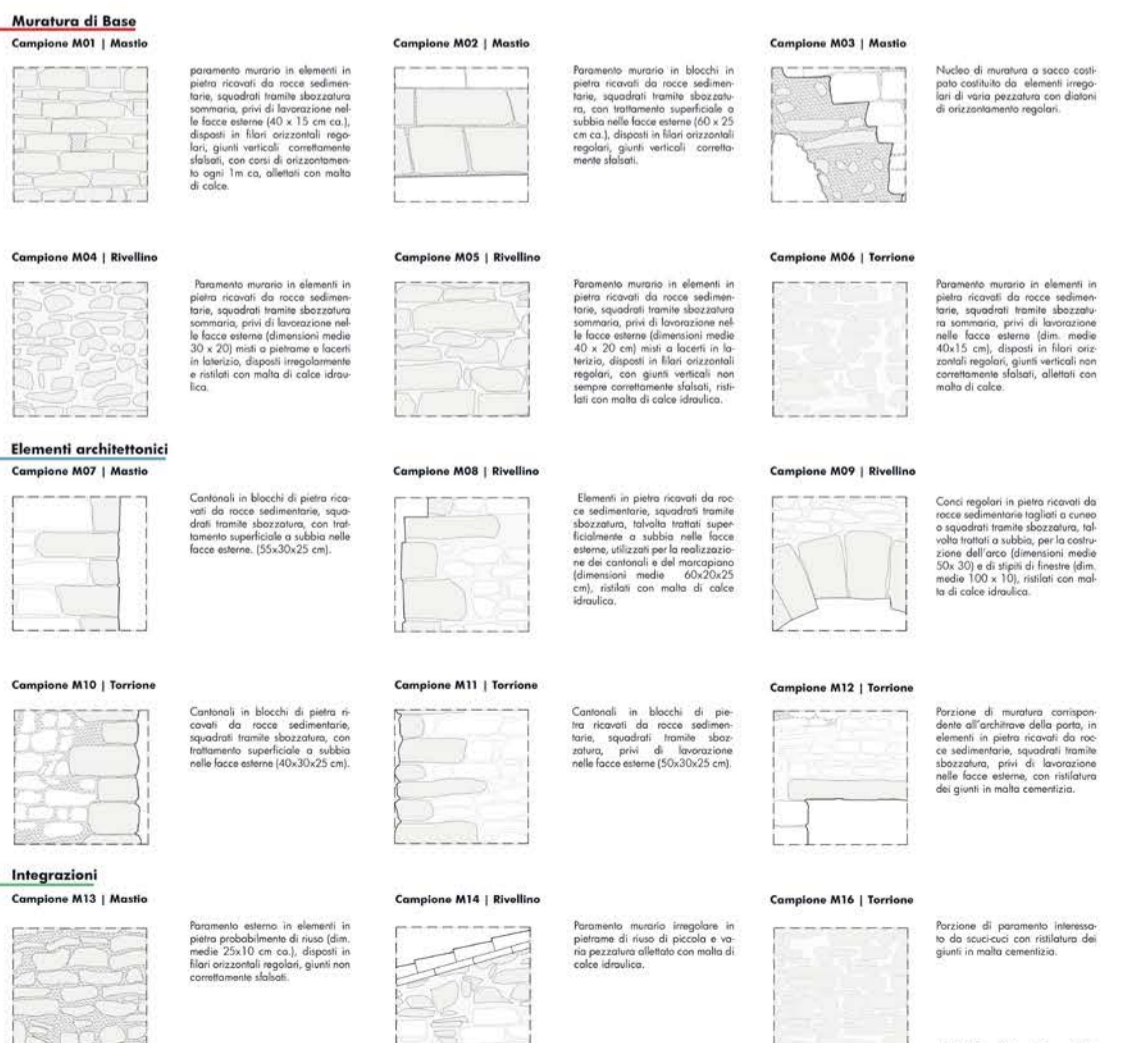 Muratura di Base
Campione M01 | Mastio
paramento murario in elementi in
pietra ricavati da rocce sedimen-
tarie, squadrati tramite sbozzatura
sommaria, con lavorazione nel-
le facce esterne (40 x 15 cm ca.),
disposti in filari orizzontali rego-
lari, giunti verticali correttamente
sfalsati, con corsi di orizzontamen-
to ogni 1m ca, allettati con malta
di calce.
Campione M02 | Mastio
Paramento murario in blocchi in
pietra ricavati da rocce sedimen-
tarie, squadrati tramite sbozzatu-
ra, con trattamento superficiale a
subbia nelle facce esterne (60 x 25
cm ca.), disposti in filari orizzontali
regolari, giunti verticali corretta-
mente sfalsati.
Campione M03 | Mastio
Nucleo di muratura a sacco costi-
pato costituito da elementi irrego-
lari di varia pezzatura con diatoni
di orizzontamento regolari.
Campione M04 | Rivellino
Paramento murario in elementi in
pietra ricavati da rocce sedimen-
tarie, squadrati tramite sbozzatura
sommaria, privi di lavorazione nel-
le facce esterne (dimensioni medie
30 x 20) misti a pietrame e lacerti
in laterizio, disposti irregolarmente
e ristilati con malta di calce idrau-
lica.
Campione M05 | Rivellino
Paramento murario in elementi in
pietra ricavati da rocce sedimen-
tarie, squadrati tramite sbozzatura
sommaria, privi di lavorazione nel-
le facce esterne (dimensioni medie
40 x 20 cm) misti a lacerti in la-
terizio, disposti in filari orizzontali
regolari, con giunti verticali non
sempre correttamente sfalsati, risti-
lati con malta di calce idraulica.
Campione M06 | Torrione
Paramento murario in elementi in
pietra ricavati da rocce sedimen-
tarie, squadrati tramite sbozzatu-
ra sommaria, privi di lavorazione
nelle facce esterne (dim. medie
40x15 cm), disposti in filari oriz-
zontali regolari, giunti verticali non
correttamente sfalsati, allettati con
malta di calce.
Elementi architettonici
Campione M07 | Mastio
Cantonali in blocchi di pietra rica-
vati da rocce sedimentarie, squa-
drati tramite sbozzatura, con trat-
tamento superficiale a subbia nelle
facce esterne. (55x30x25 cm).
Campione M08 | Rivellino
Elementi in pietra ricavati da roc-
ce sedimentarie, squadrati tramite
sbozzatura, talvolta trattati super-
ficialmente a subbia nelle facce
esterne, utilizzati per la realizzazio-
ne dei cantonali e del marcapiano
(dimensioni medie 60x20x25
cm), ristilati con malta di calce
idraulica.
Campione M09 | Rivellino
Conci regolari in pietra ricavati da
rocce sedimentarie tagliati a cuneo
o squadrati tramite sbozzatura, tal-
volta trattati a subbia, per la costru-
zione dell'arco (dimensioni medie
50x 30) e di stipiti di finestre (dim.
medie 100 x 10), ristilati con mal-
ta di calce idraulica.
Campione M10 | Torrione
Cantonali in blocchi di pietra ri-
cavati da rocce sedimentarie,
squadrati tramite sbozzatura, con
trattamento superficiale a subbia
nelle facce esterne (40x30x25 cm).
Campione M11 | Torrione
Cantonali in blocchi di pie-
tra ricavati da rocce sedimen-
tarie, squadrati tramite sboz-
zatura, privi di lavorazione
nelle facce esterne (50x30x25 cm).
Campione M12 | Torrione
Porzione di muratura corrispon-
dente all'architrave della porta, in
elementi in pietra ricavati da roc-
ce sedimentarie, squadrati tramite
sbozzatura, privi di lavorazione
nelle facce esterne, con ristilatura
dei giunti in malta cementizia.
Integrazioni
Campione M13 | Mastio
Paramento esterno in elementi in
pietra probabilmente di riuso (dim.
medie 25x10 cm ca.), disposti in
filari orizzontali regolari, giunti non
correttamente sfalsati.
Campione M14 | Rivellino
Paramento murario irregolare in
pietrame di riuso di piccola e va-
ria pezzatura allettato con malta di
calce idraulica.
Campione M16 | Torrione
Porzione di paramento interessa-
to da scuci-cuci con ristilatura dei
giunti in malta cementizia.